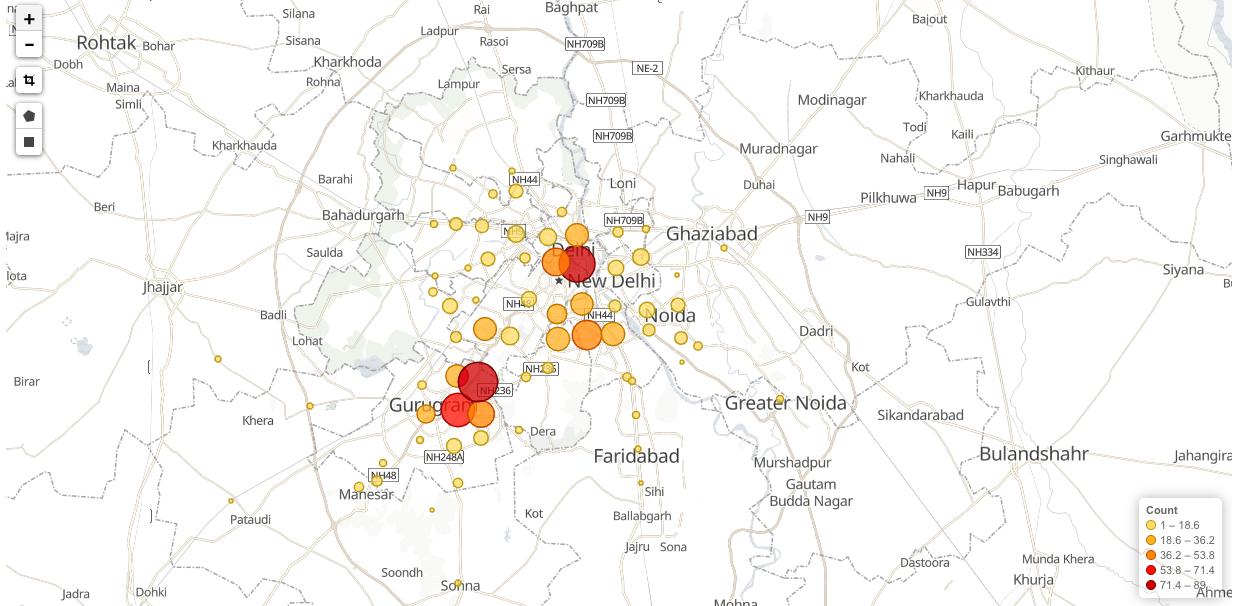 Rai
Baghpat
Silana
Bajout
+
Ladpur
Rohtak
Sisana
Rasoi
NH709B
Bohar
Kharkhoda
-
Dobh
Sersa
NE-2
Kithaur
Rohna
Lampur
Maina
Kharkhauda
Simli
NH709B
Modinagar
Todi
Kaili
NH709B
Garhmukte
Kharkhauda
Muradnagar
Nahali
Singhawali
Barahi
NH44
Loni
Duhai
Hapur
Babugarh
Pilkhuwa
NH9
Beri
Bahadurgarh
NH709B
NH9
Ghaziabad
Saulda
Delhi
NH334
Siyana
New Delhi
Jhajjar
NH48
Gulavthi
Badli
NH44
Noida
Dadri
Lohat
Kot
Birar
NH236
Gurugram
Greater Noida
Sikandarabad
Khera
Dera
Faridabad
Bulandshahr
Jahangira
NH248A
Murshadpur
NH48
Gautam
Budda Nagar
Manesar
Sihi
Pataudi
Kot
Ballabgarh
Count
1 – 18.6
18.6 – 36.2
36.2 – 53.8
53.8 – 71.4
71.4 – 89
Jajru
Sona
Dastoora
Munda Khera
Soondh
Sohna
Khurja
Jadra
Dohki
Ahme
Mohna